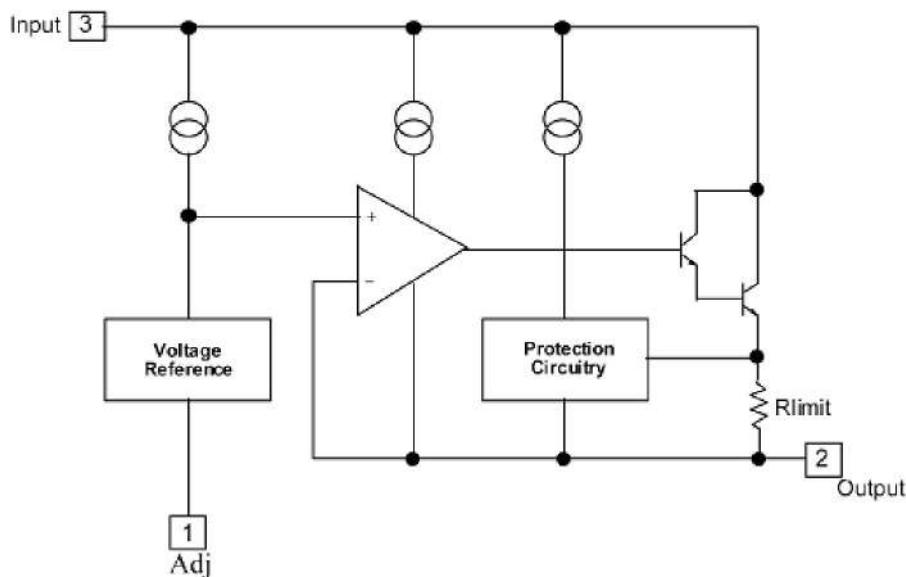 Input 3
+
−
Voltage
Reference
Protection
Circuitry
Rlimit
2
Output
1
Adj